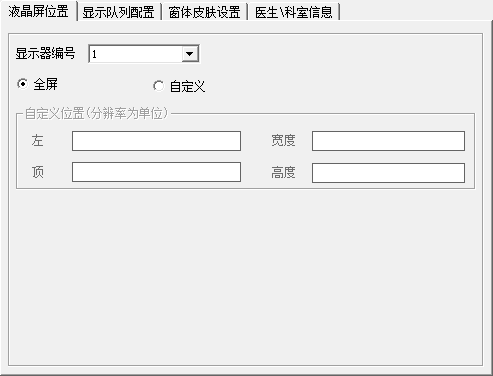 液晶屏位置 显示队列配置 窗体皮肤设置 医生\科室信息
显示器编号 1
全屏 自定义
自定义位置(分辨率为单位)
左 宽度
顶 高度